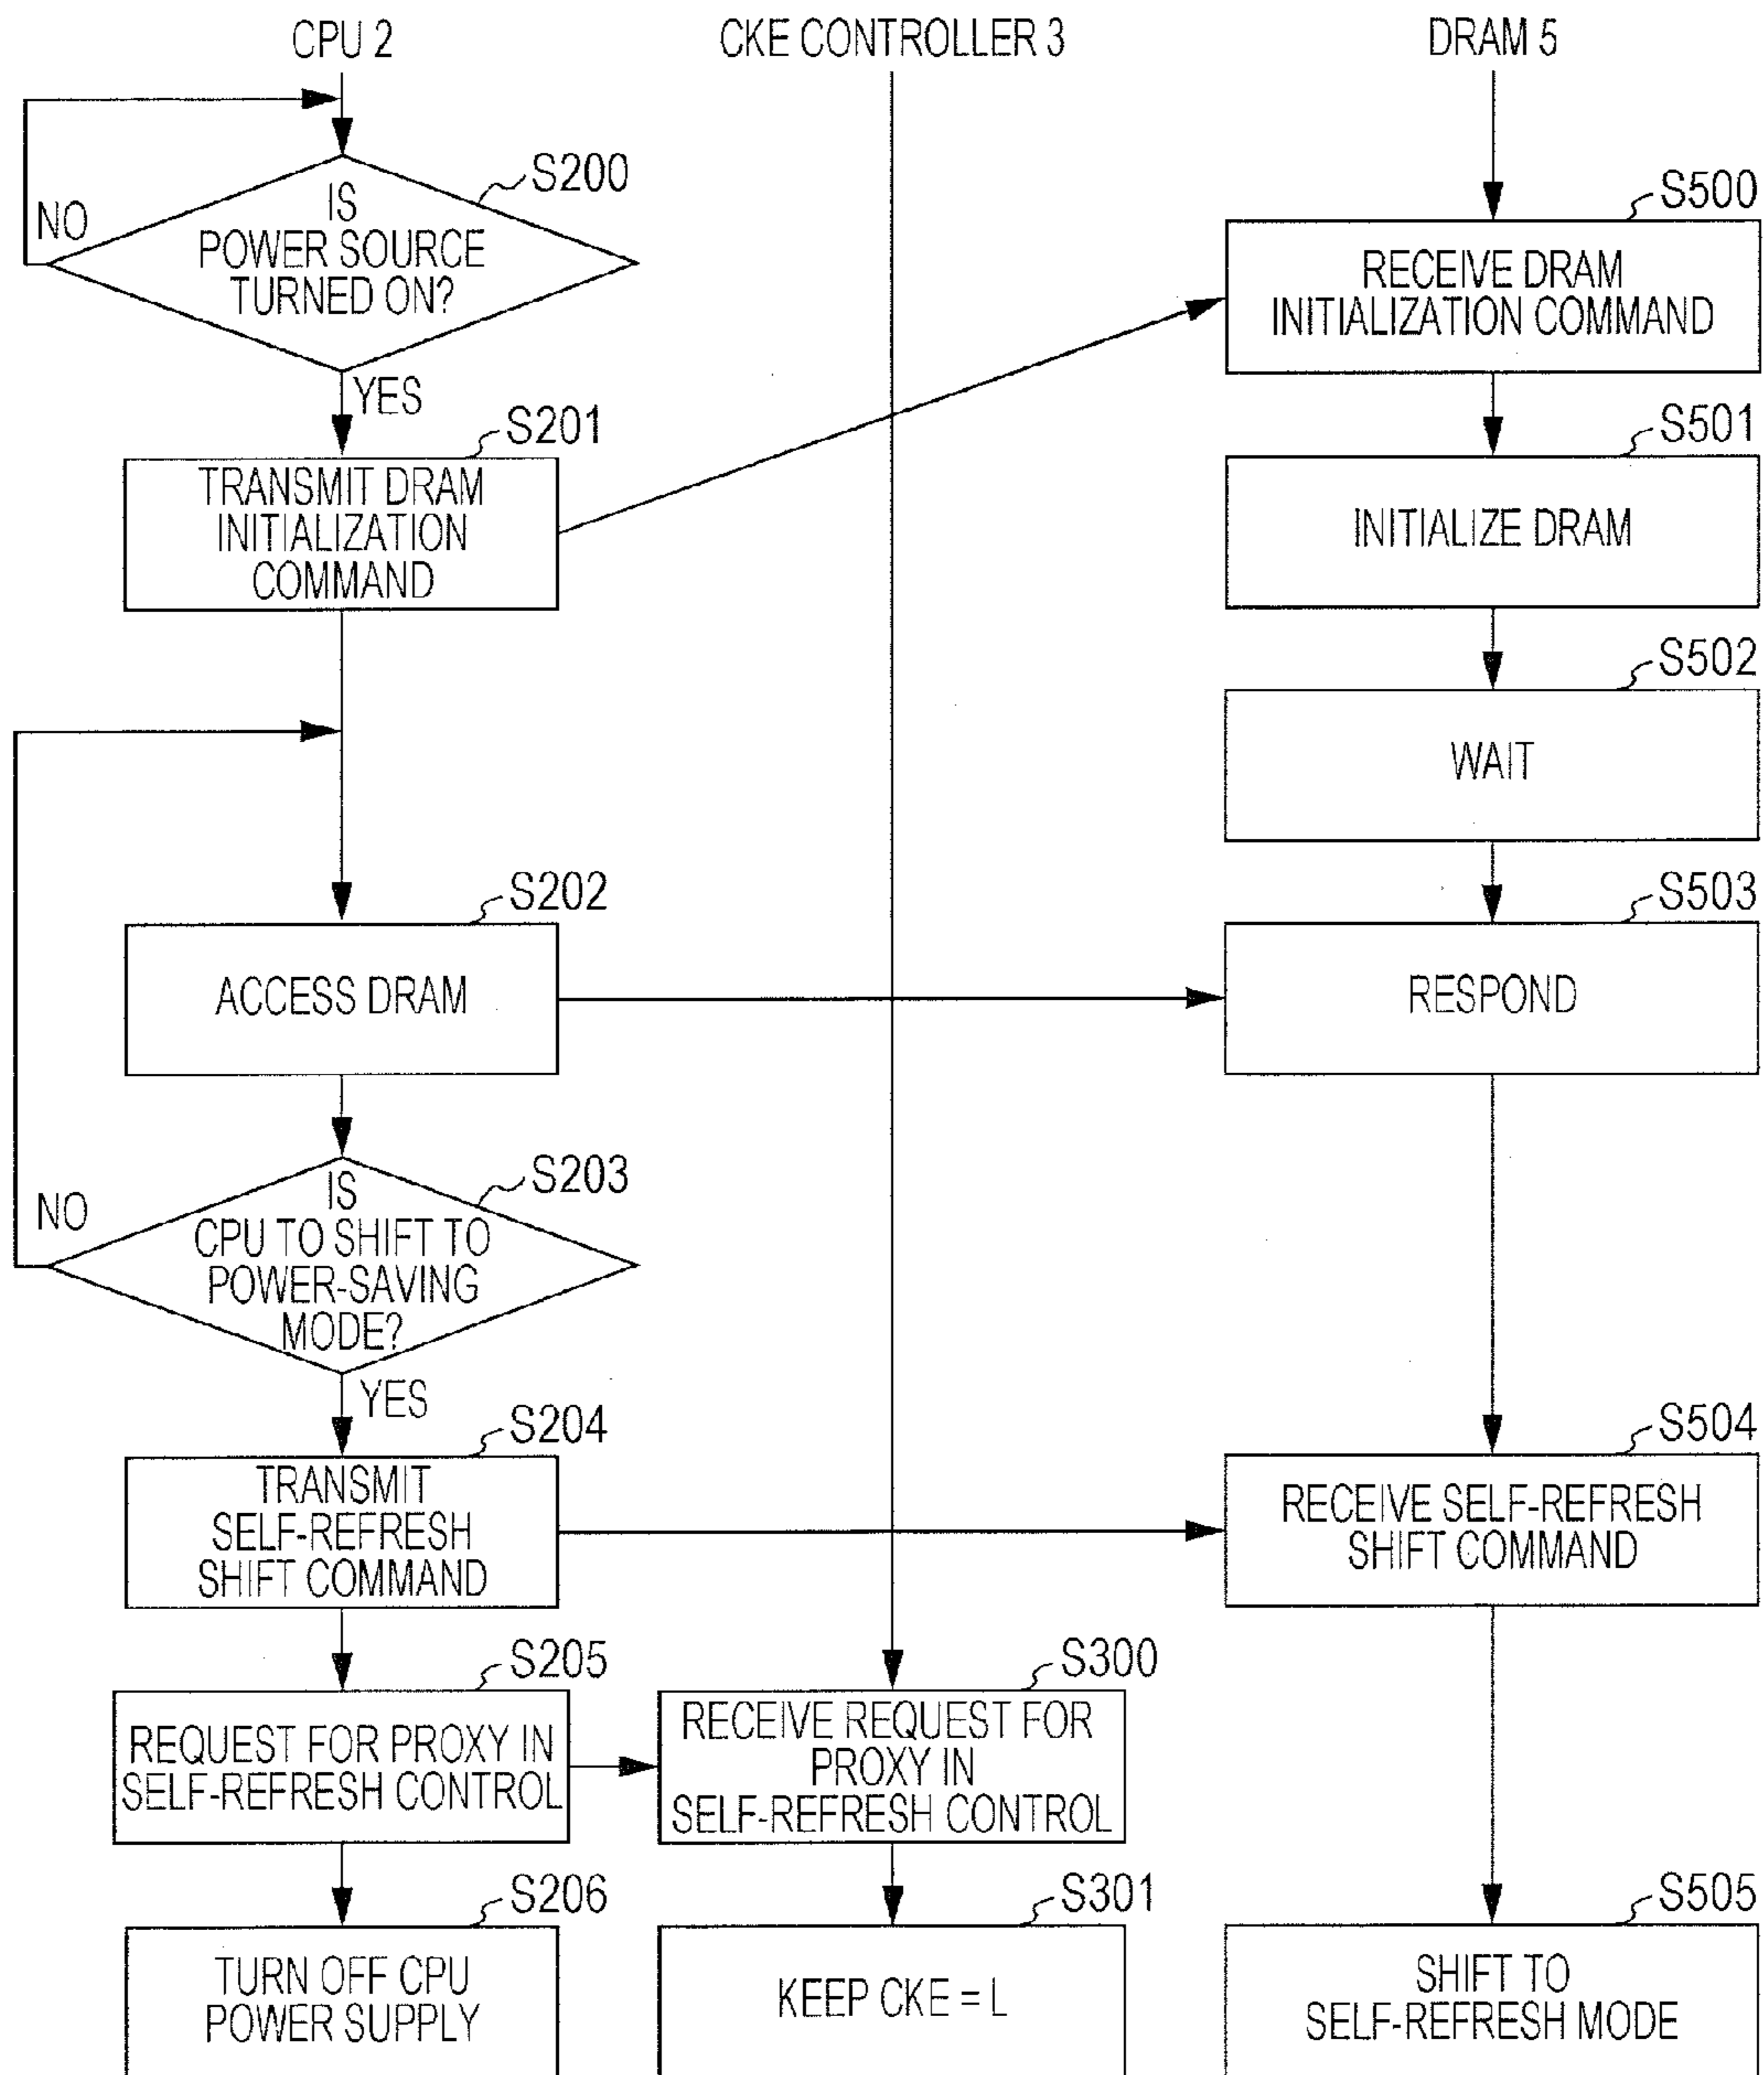 CPU 2
CKE CONTROLLER 3
DRAM 5
S200
IS
POWER SOURCE
TURNED ON?
NO
YES
S500
RECEIVE DRAM
INITIALIZATION COMMAND
S201
TRANSMIT DRAM
INITIALIZATION
COMMAND
S501
INITIALIZE DRAM
S502
WAIT
S202
ACCESS DRAM
S503
RESPOND
S203
IS
CPU TO SHIFT TO
POWER-SAVING
MODE?
NO
YES
S204
TRANSMIT
SELF-REFRESH
SHIFT COMMAND
S504
RECEIVE SELF-REFRESH
SHIFT COMMAND
S205
REQUEST FOR PROXY IN
SELF-REFRESH CONTROL
S300
RECEIVE REQUEST FOR
PROXY IN
SELF-REFRESH CONTROL
S206
TURN OFF CPU
POWER SUPPLY
S301
KEEP CKE = L
S505
SHIFT TO
SELF-REFRESH MODE